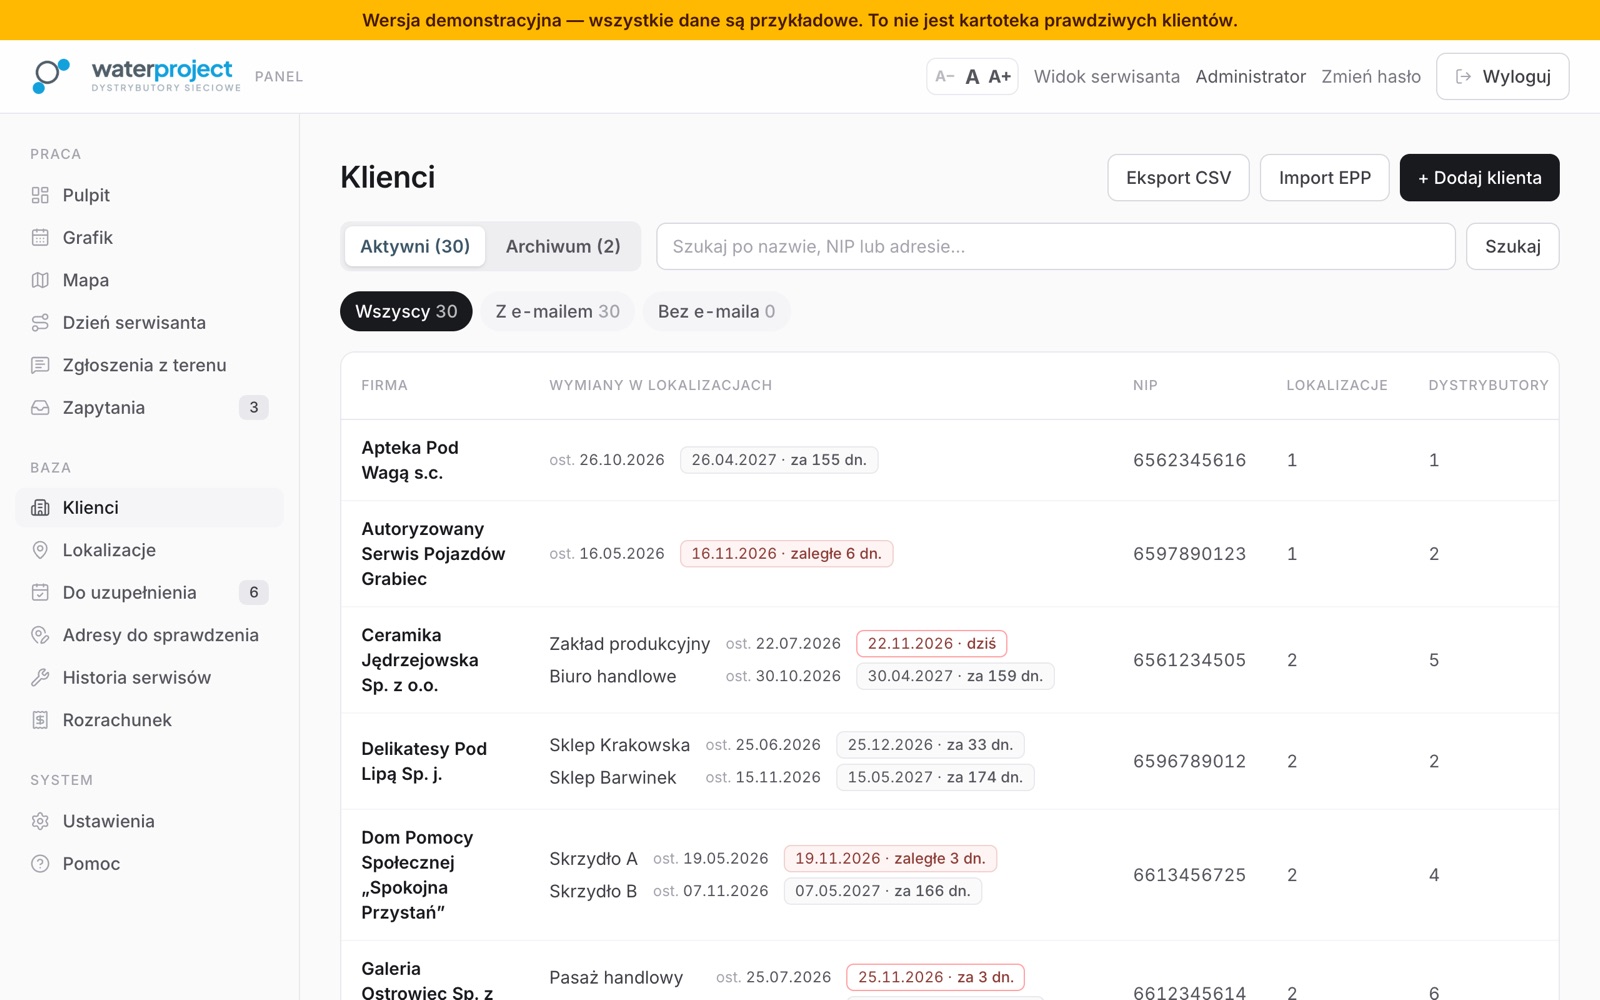 Wersja demonstracyjna — wszystkie dane są przykładowe. To nie jest kartoteka prawdziwych klientów.
waterproject
DYSTRYBUTORY SIECIOWE
PANEL
A− A A+
Widok serwisanta
Administrator
Zmień hasło
Wyloguj
PRACA
Pulpit
Grafik
Mapa
Dzień serwisanta
Zgłoszenia z terenu
Zapytania 3
BAZA
Klienci
Lokalizacje
Do uzupełnienia 6
Adresy do sprawdzenia
Historia serwisów
Rozrachunek
SYSTEM
Ustawienia
Pomoc
Klienci
Eksport CSV
Import EPP
+ Dodaj klienta
Aktywni (30)
Archiwum (2)
Szukaj po nazwie, NIP lub adresie...
Szukaj
Wszyscy 30
Z e-mailem 30
Bez e-maila 0
FIRMA WYMIANY W LOKALIZACJACH NIP LOKALIZACJE DYSTRYBUTORY
Apteka Pod
Wagą s.c.
ost. 26.10.2026 26.04.2027 · za 155 dn.
6562345616 1 1
Autoryzowany
Serwis Pojazdów
Grabiec
ost. 16.05.2026 16.11.2026 · zaległe 6 dn.
6597890123 1 2
Ceramika
Jędrzejowska
Sp. z o.o.
Zakład produkcyjny ost. 22.07.2026 22.11.2026 · dziś
Biuro handlowe ost. 30.10.2026 30.04.2027 · za 159 dn.
6561234505 2 5
Delikatesy Pod
Lipą Sp. j.
Sklep Krakowska ost. 25.06.2026 25.12.2026 · za 33 dn.
Sklep Barwinek ost. 15.11.2026 15.05.2027 · za 174 dn.
6596789012 2 2
Dom Pomocy
Społecznej
„Spokojna
Przystań”
Skrzydło A ost. 19.05.2026 19.11.2026 · zaległe 3 dn.
Skrzydło B ost. 07.11.2026 07.05.2027 · za 166 dn.
6613456725 2 4
Galeria
Ostrowiec Sp. z
Pasaż handlowy ost. 25.07.2026 25.11.2026 · za 3 dn.
6612345614 2 6